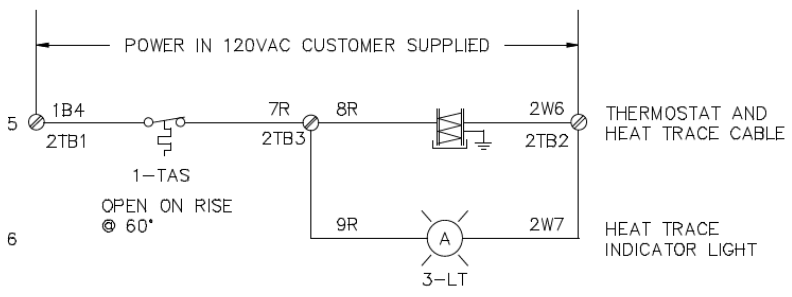 POWER IN 120VAC CUSTOMER SUPPLIED
5
1B4
7R
8R
2W6
THERMOSTAT AND
HEAT TRACE CABLE
2TB1
2TB3
2TB2
1-TAS
OPEN ON RISE
@ 60°
6
9R
A
2W7
HEAT TRACE
INDICATOR LIGHT
3-LT